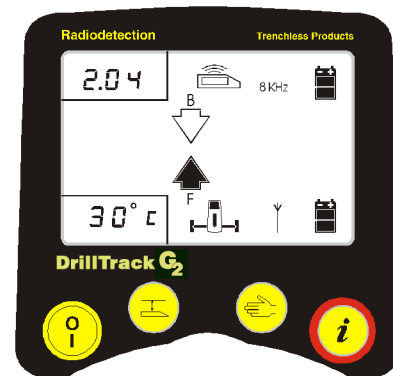 Radiodetection Trenchless Products
2.04 8 KHz
B
F
30°c
DrillTrack G2
O
I
i